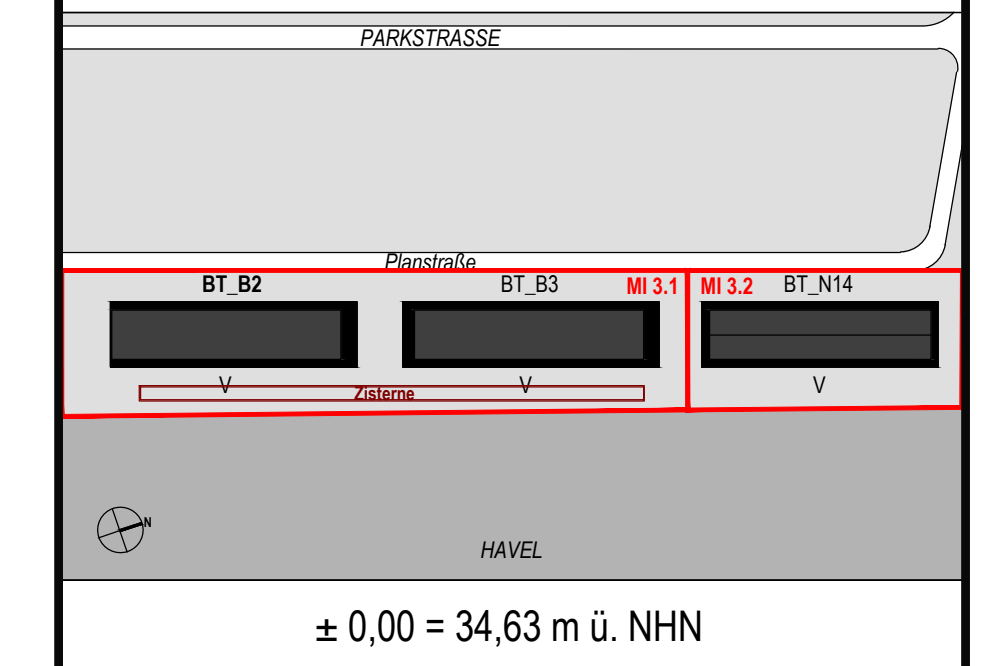 PARKSTRASSE
Planstraße
BT_B2
BT_B3
MI 3.1
MI 3.2
BT_N14
V
V
V
Zisterne
N
HAVEL
± 0,00 = 34,63 m ü. NHN